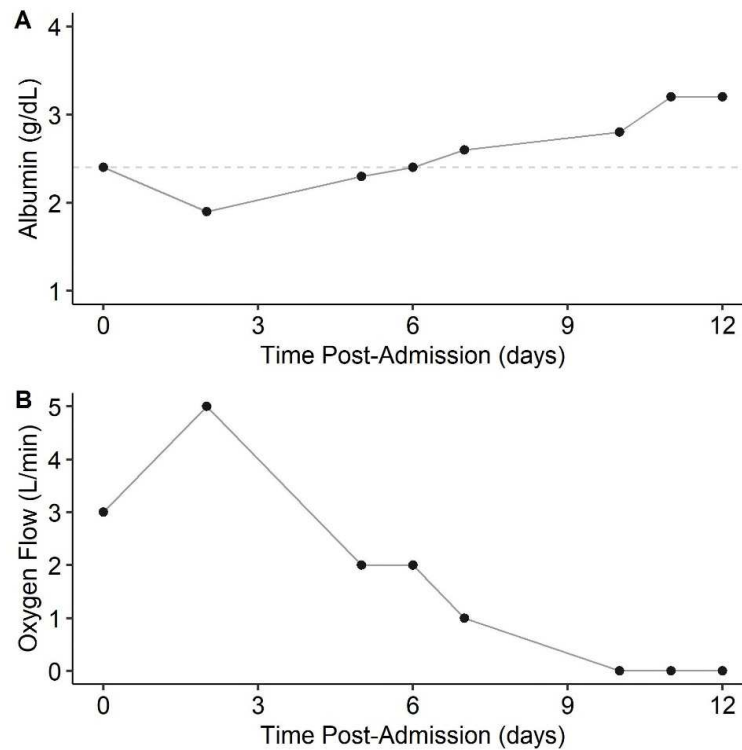 A
Albumin (g/dL)
4
3
2
1
0 3 6 9 12
Time Post-Admission (days)
B
Oxygen Flow (L/min)
5
4
3
2
1
0
0 3 6 9 12
Time Post-Admission (days)